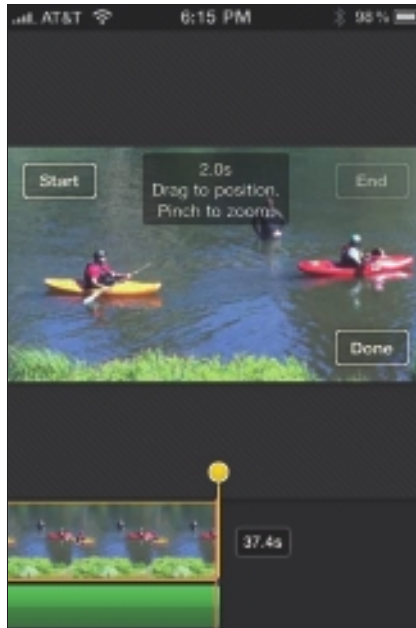 AT&T 6:15 PM 98%
Start
2.0s
Drag to position.
Pinch to zoom.
End
Done
37.4s